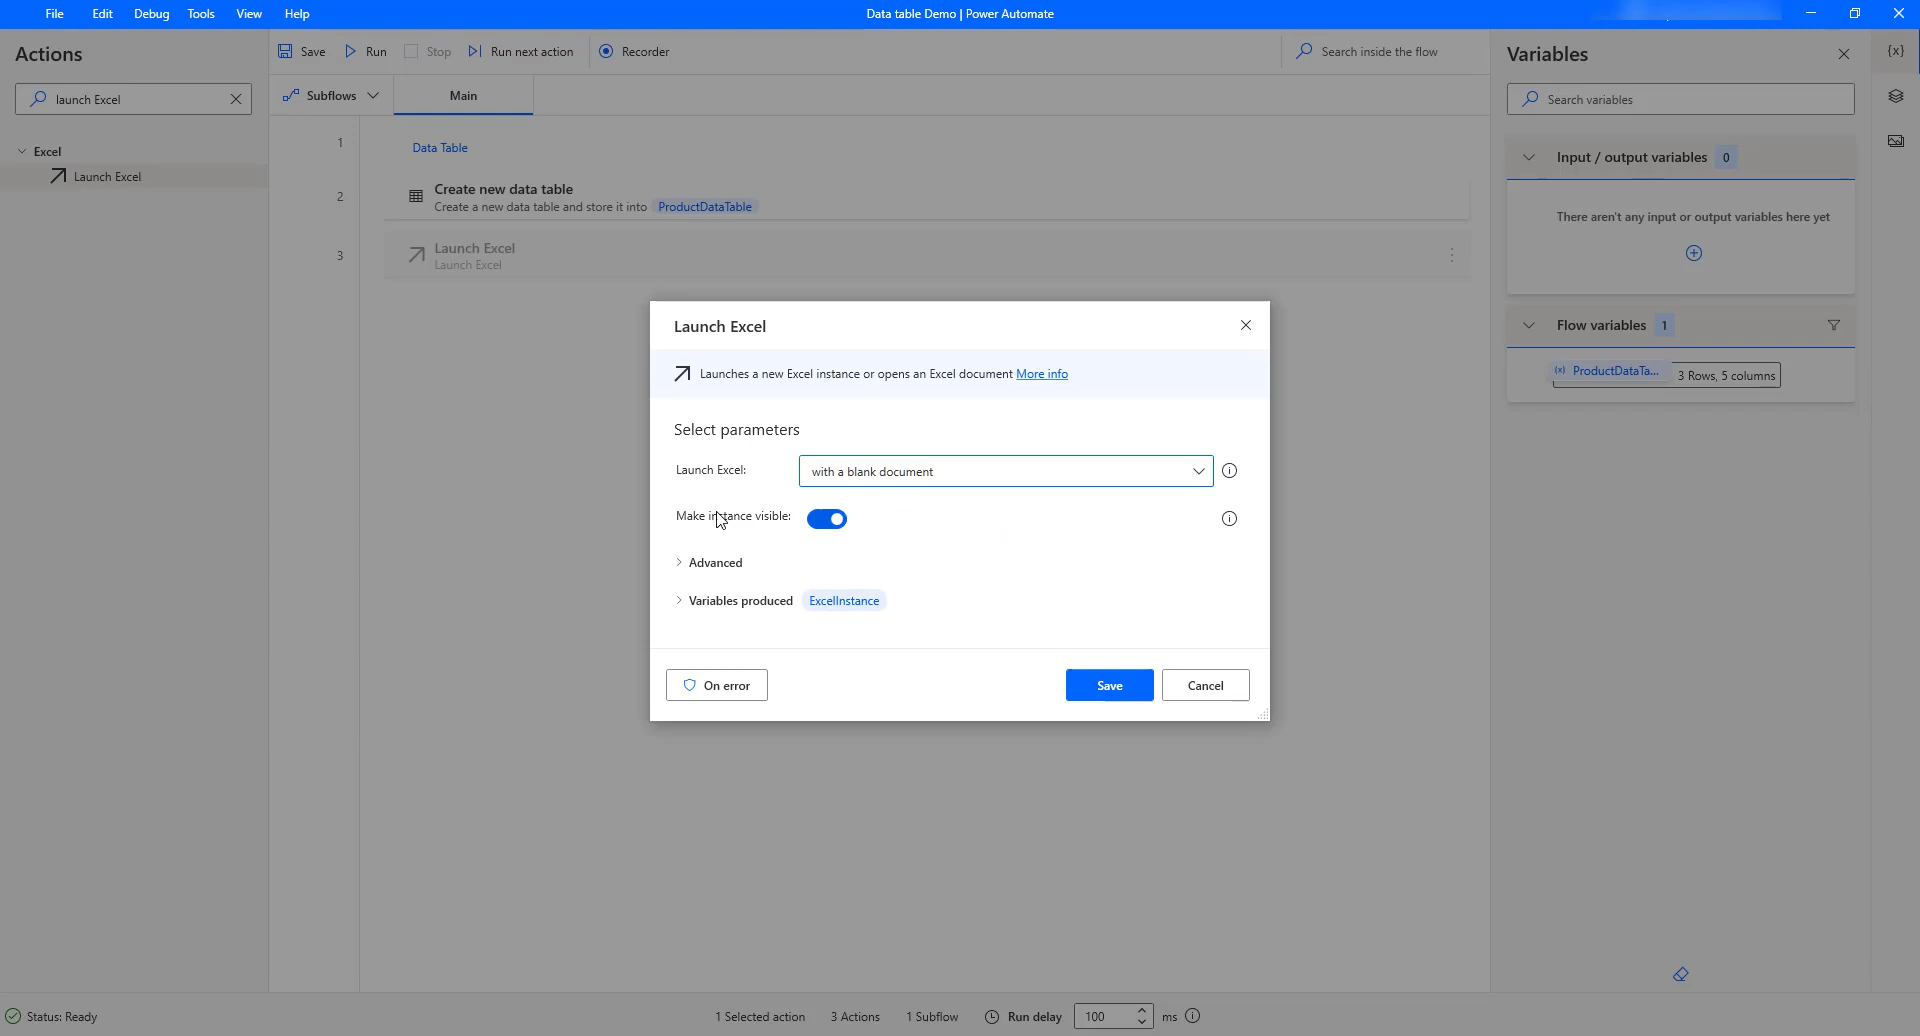 File Edit Debug Tools View Help
Data table Demo | Power Automate
Actions
launch Excel
Excel
Launch Excel
Save Run Stop Run next action Recorder
Search inside the flow
Subflows Main
1
Data Table
2
Create new data table
Create a new data table and store it into ProductDataTable
3
Launch Excel
Launch Excel
Launch Excel
Launches a new Excel instance or opens an Excel document More info
Select parameters
Launch Excel: with a blank document
Make instance visible:
Advanced
Variables produced ExcelInstance
On error Save Cancel
Variables
{x}
Search variables
Input / output variables 0
There aren't any input or output variables here yet
Flow variables 1
(x) ProductDataTa... 3 Rows, 5 columns
Status: Ready
1 Selected action 3 Actions 1 Subflow Run delay 100 ms